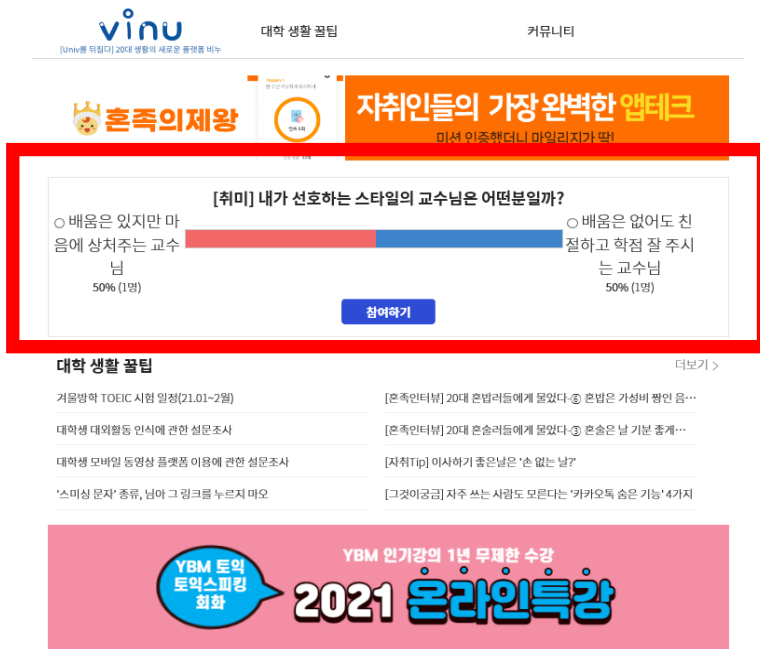 vinu
[Univ를 뒤집다] 20대 생활의 새로운 플랫폼 비누
대학 생활 꿀팁
커뮤니티
혼족의제왕
자취인들의 가장 완벽한 앱테크
미션 인증했더니 마일리지가 딱!
[취미] 내가 선호하는 스타일의 교수님은 어떤분일까?
배움은 있지만 마
음에 상처주는 교수
님
50% (1명)
배움은 없어도 친
절하고 학점 잘 주시
는 교수님
50% (1명)
참여하기
대학 생활 꿀팁
더보기 >
겨울방학 TOEIC 시험 일정(21.01~2월)
[혼족인터뷰] 20대 혼밥러들에게 물었다-⑥ 혼밥은 가성비 짱인 음…
대학생 대외활동 인식에 관한 설문조사
[혼족인터뷰] 20대 혼술러들에게 물었다-③ 혼술은 날 기분 좋게…
대학생 모바일 동영상 플랫폼 이용에 관한 설문조사
[자취Tip] 이사하기 좋은날은 '손 없는 날?'
'스미싱 문자' 종류, 님아 그 링크를 누르지 마오
[그것이궁금] 자주 쓰는 사람도 모른다는 '카카오톡 숨은 기능' 4가지
YBM 토익
토익스피킹
회화
YBM 인기강의 1년 무제한 수강
2021 온라인특강